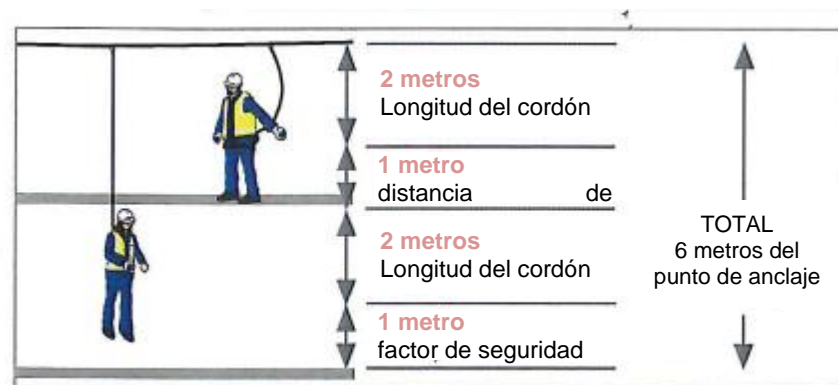 2 metros
Longitud del cordón
1 metro
distancia de
2 metros
Longitud del cordón
1 metro
factor de seguridad
TOTAL
6 metros del
punto de anclaje